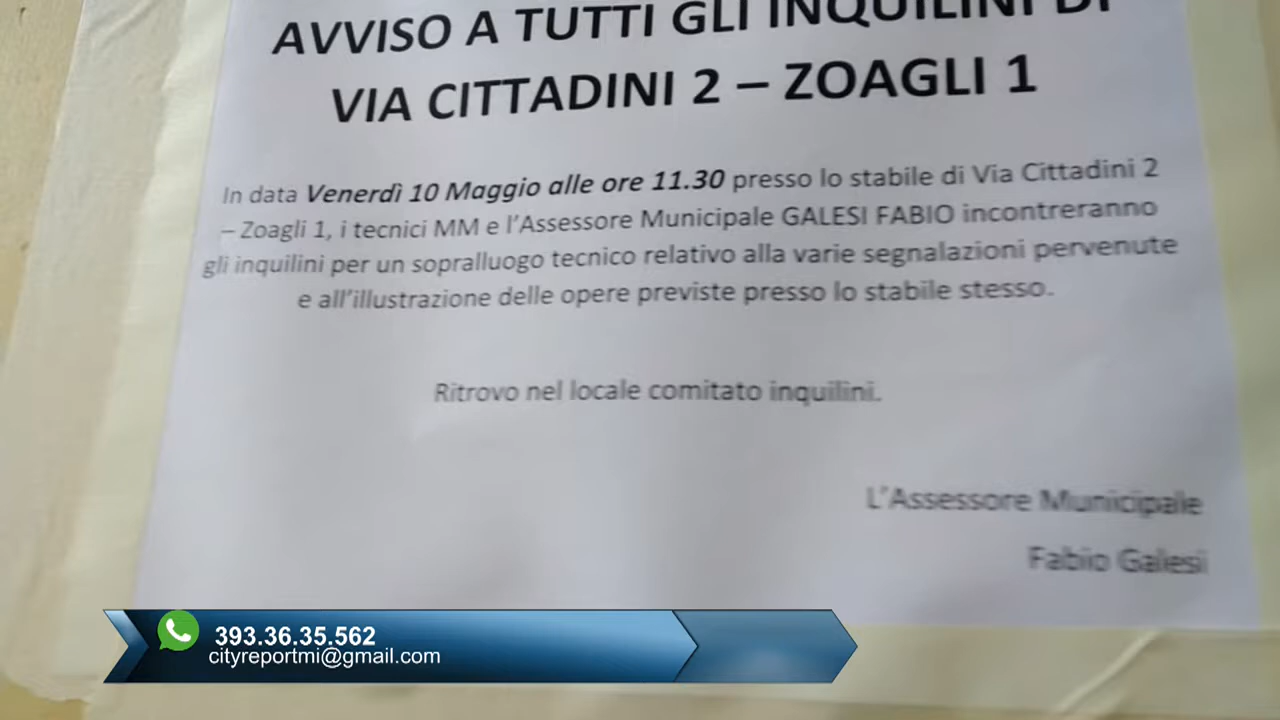 AVVISO A TUTTI GLI INQUILINI DI
VIA CITTADINI 2 – ZOAGLI 1
In data Venerdì 10 Maggio alle ore 11.30 presso lo stabile di Via Cittadini 2
– Zoagli 1, i tecnici MM e l'Assessore Municipale GALESI FABIO incontreranno
gli inquilini per un sopralluogo tecnico relativo alla varie segnalazioni pervenute
e all'illustrazione delle opere previste presso lo stabile stesso.
Ritrovo nel locale comitato inquilini.
L'Assessore Municipale
Fabio Galesi
393.36.35.562
cityreportmi@gmail.com